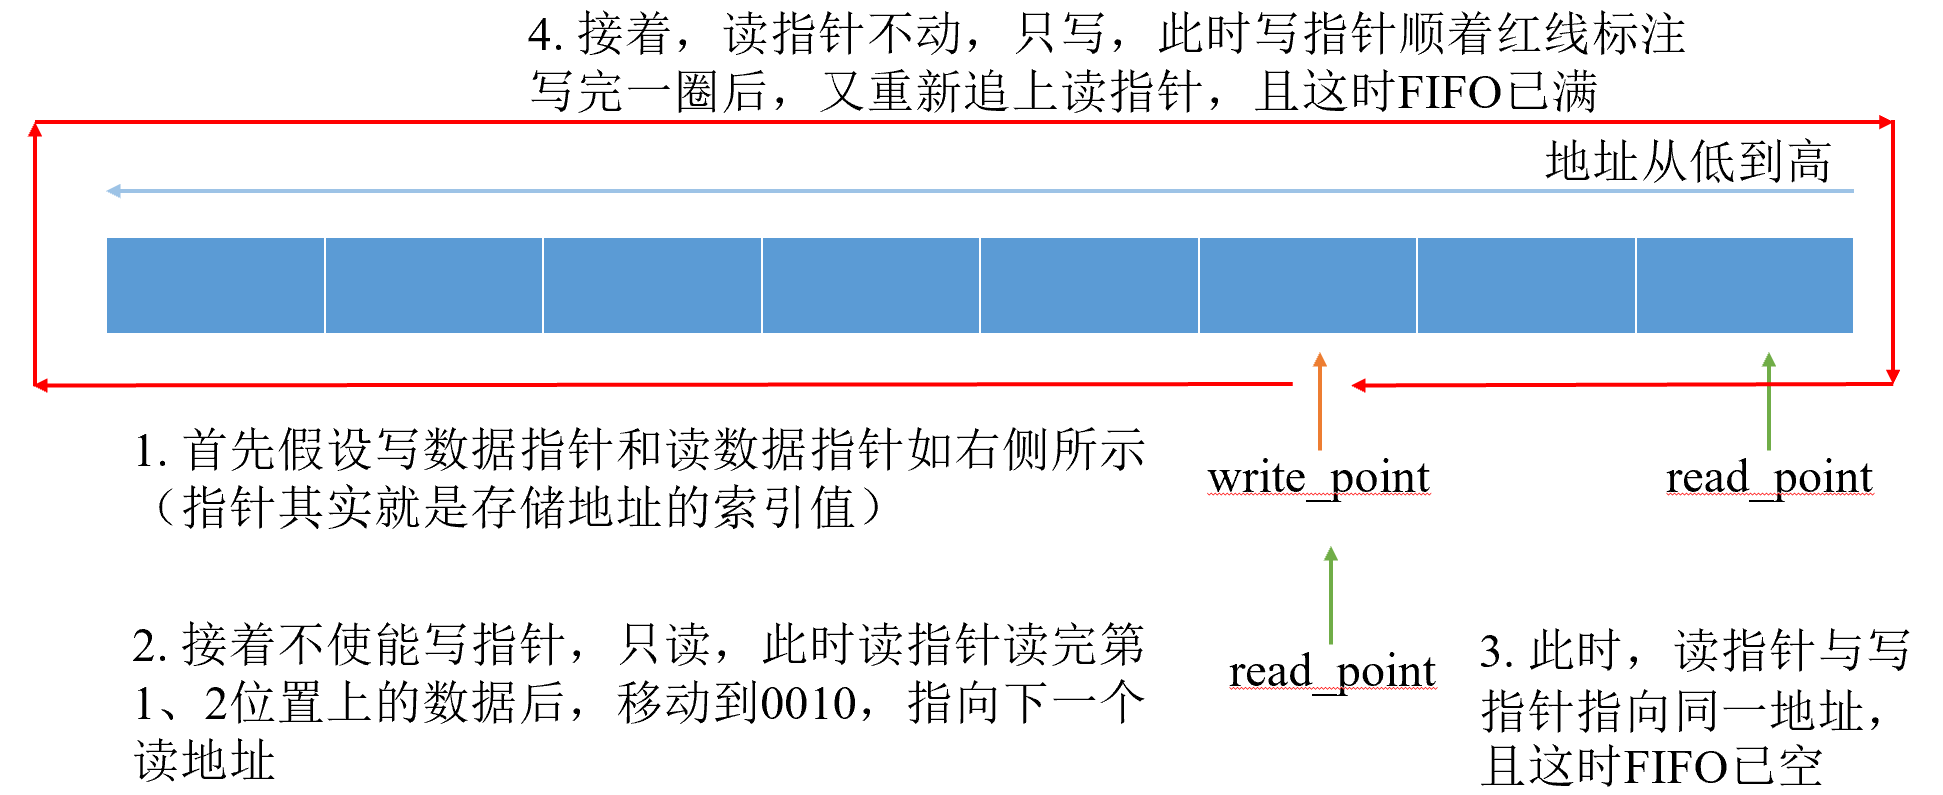 4. 接着，读指针不动，只写，此时写指针顺着红线标注
写完一圈后，又重新追上读指针，且这时FIFO已满
地址从低到高
1. 首先假设写数据指针和读数据指针如右侧所示
（指针其实就是存储地址的索引值）
write_point
read_point
2. 接着不使能写指针，只读，此时读指针读完第
1、2位置上的数据后，移动到0010，指向下一个
读地址
read_point
3. 此时，读指针与写
指针指向同一地址，
且这时FIFO已空